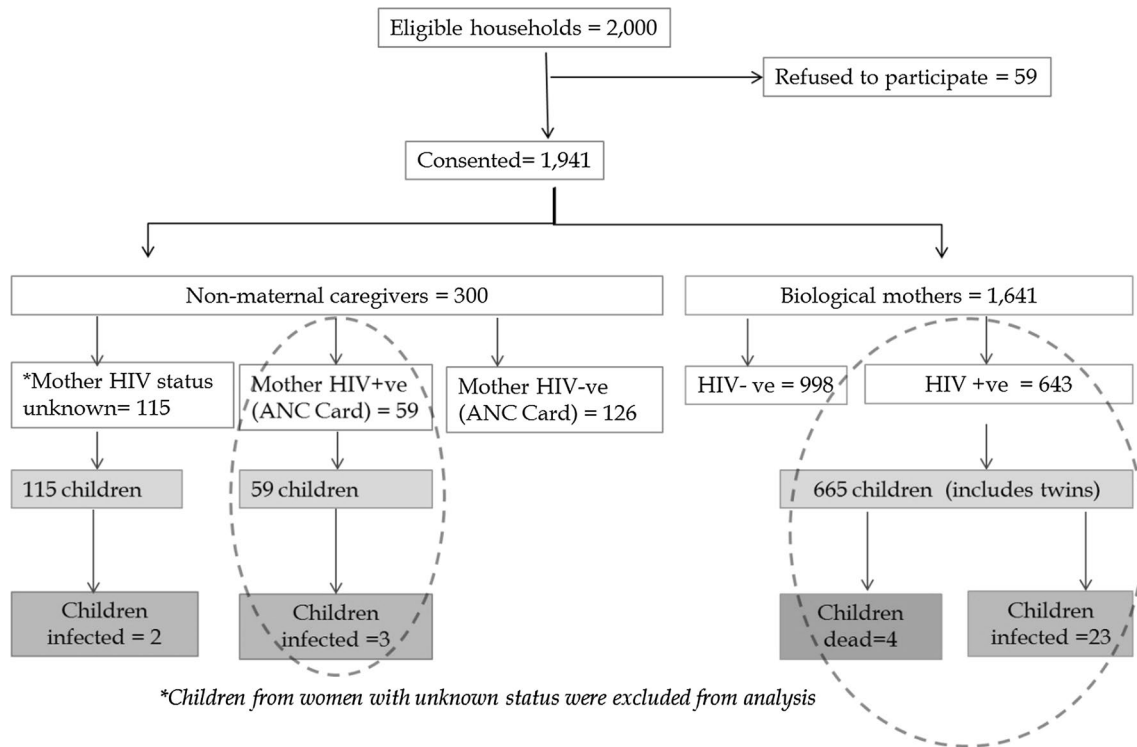 Eligible households = 2,000
Refused to participate = 59
Consented= 1,941
Non-maternal caregivers = 300
Biological mothers = 1,641
*Mother HIV status
unknown= 115
Mother HIV+ve
(ANC Card) = 59
Mother HIV-ve
(ANC Card) = 126
HIV- ve = 998
HIV +ve = 643
115 children
59 children
665 children (includes twins)
Children
infected = 2
Children
infected =3
Children
dead=4
Children
infected =23
*Children from women with unknown status were excluded from analysis